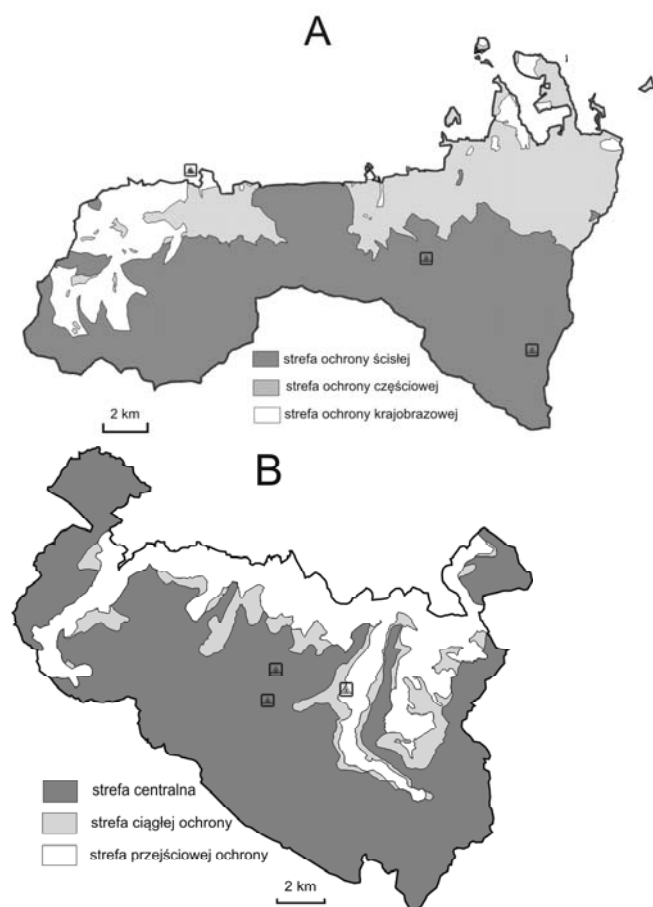 A
strefa ochrony ścisłej
strefa ochrony częściowej
strefa ochrony krajobrazowej
2 km
B
strefa centralna
strefa ciągłej ochrony
strefa przejściowej ochrony
2 km